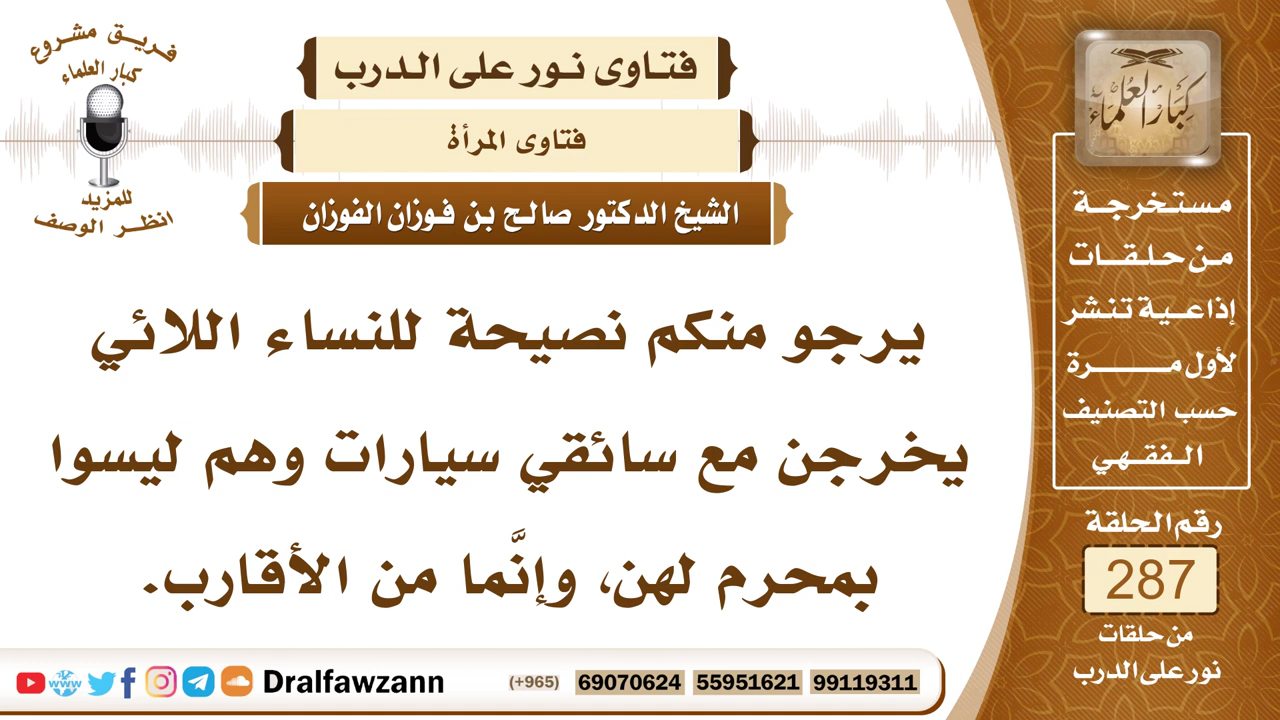 فتاوى نور على الدرب
فتاوى المرأة
الشيخ الدكتور صالح بن فوزان الفوزان
فريق مشروع
كبار العلماء
للمزيد
انظر الوصف
يرجو منكم نصيحة للنساء اللائي
يخرجن مع سائقي سيارات وهم ليسوا
بمحرم لهن، وإنَّما من الأقارب.
كبار العلماء
مستخرجة
من حلقات
إذاعية تنشر
لأول مرة
حسب التصنيف
الفقهي
رقم الحلقة
287
من حلقات
نور على الدرب
www Dralfawzann (+965) 69070624 55951621 99119311